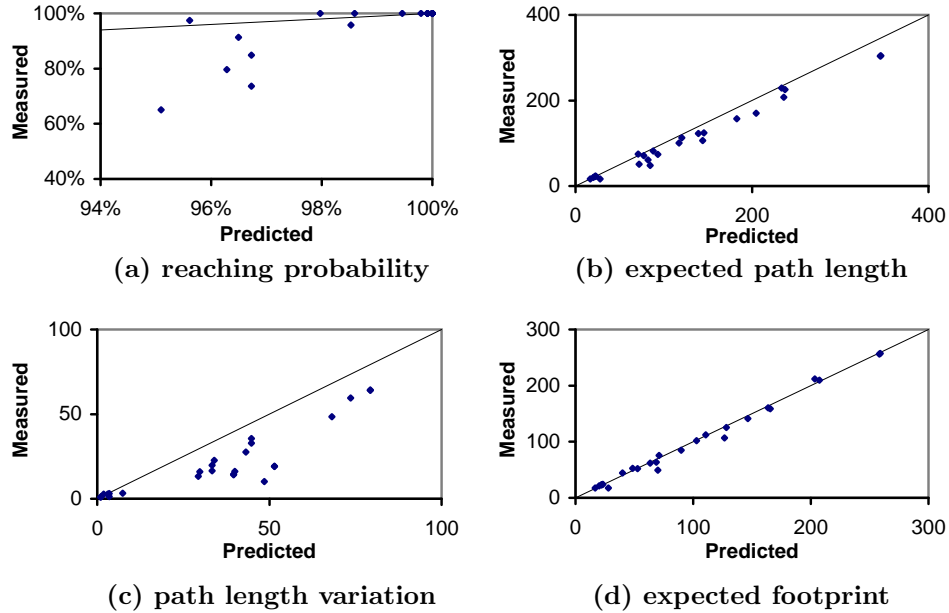 100%
80%
60%
40%
94% 96% 98% 100%
Measured
Predicted
(a) reaching probability
400
200
0
0 200 400
Measured
Predicted
(b) expected path length
100
50
0
0 50 100
Measured
Predicted
(c) path length variation
300
200
100
0
0 100 200 300
Measured
Predicted
(d) expected footprint